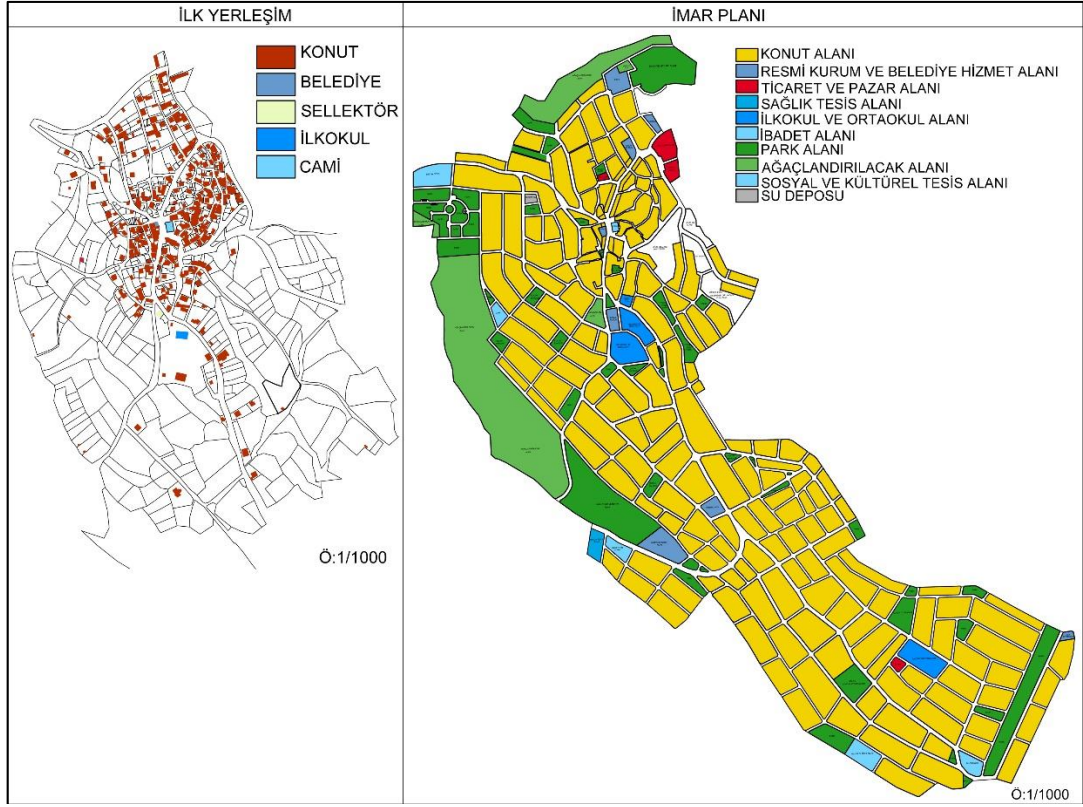 İLK YERLEŞİM
KONUT
BELEDİYE
SELLEKTÖR
İLKOKUL
CAMİ
Ö:1/1000
İMAR PLANI
KONUT ALANI
RESMİ KURUM VE BELEDİYE HİZMET ALANI
TİCARET VE PAZAR ALANI
SAĞLIK TESİS ALANI
İLKOKUL VE ORTAOKUL ALANI
İBADET ALANI
PARK ALANI
AĞAÇLANDIRILACAK ALANI
SOSYAL VE KÜLTÜREL TESİS ALANI
SU DEPOSU
Ö:1/1000